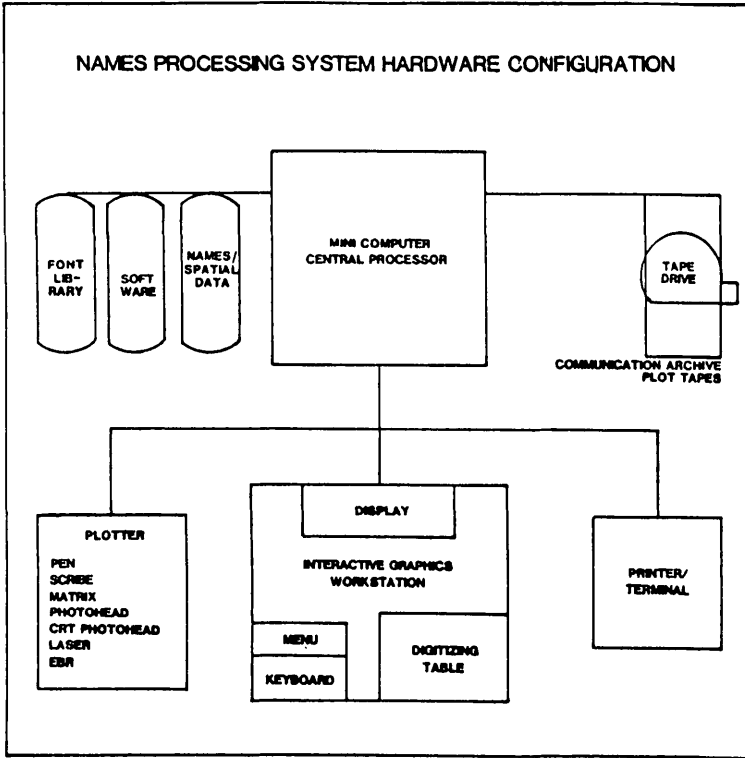 NAMES PROCESSING SYSTEM HARDWARE CONFIGURATION
FONT
LIB-
RARY
SOFT
WARE
NAMES/
SPATIAL
DATA
MINI COMPUTER
CENTRAL PROCESSOR
TAPE
DRIVE
COMMUNICATION ARCHIVE
PLOT TAPES
PLOTTER
PEN
SCRIBE
MATRIX
PHOTOHEAD
CRT PHOTOHEAD
LASER
EBR
DISPLAY
INTERACTIVE GRAPHICS
WORKSTATION
MENU
KEYBOARD
DIGITIZING
TABLE
PRINTER/
TERMINAL